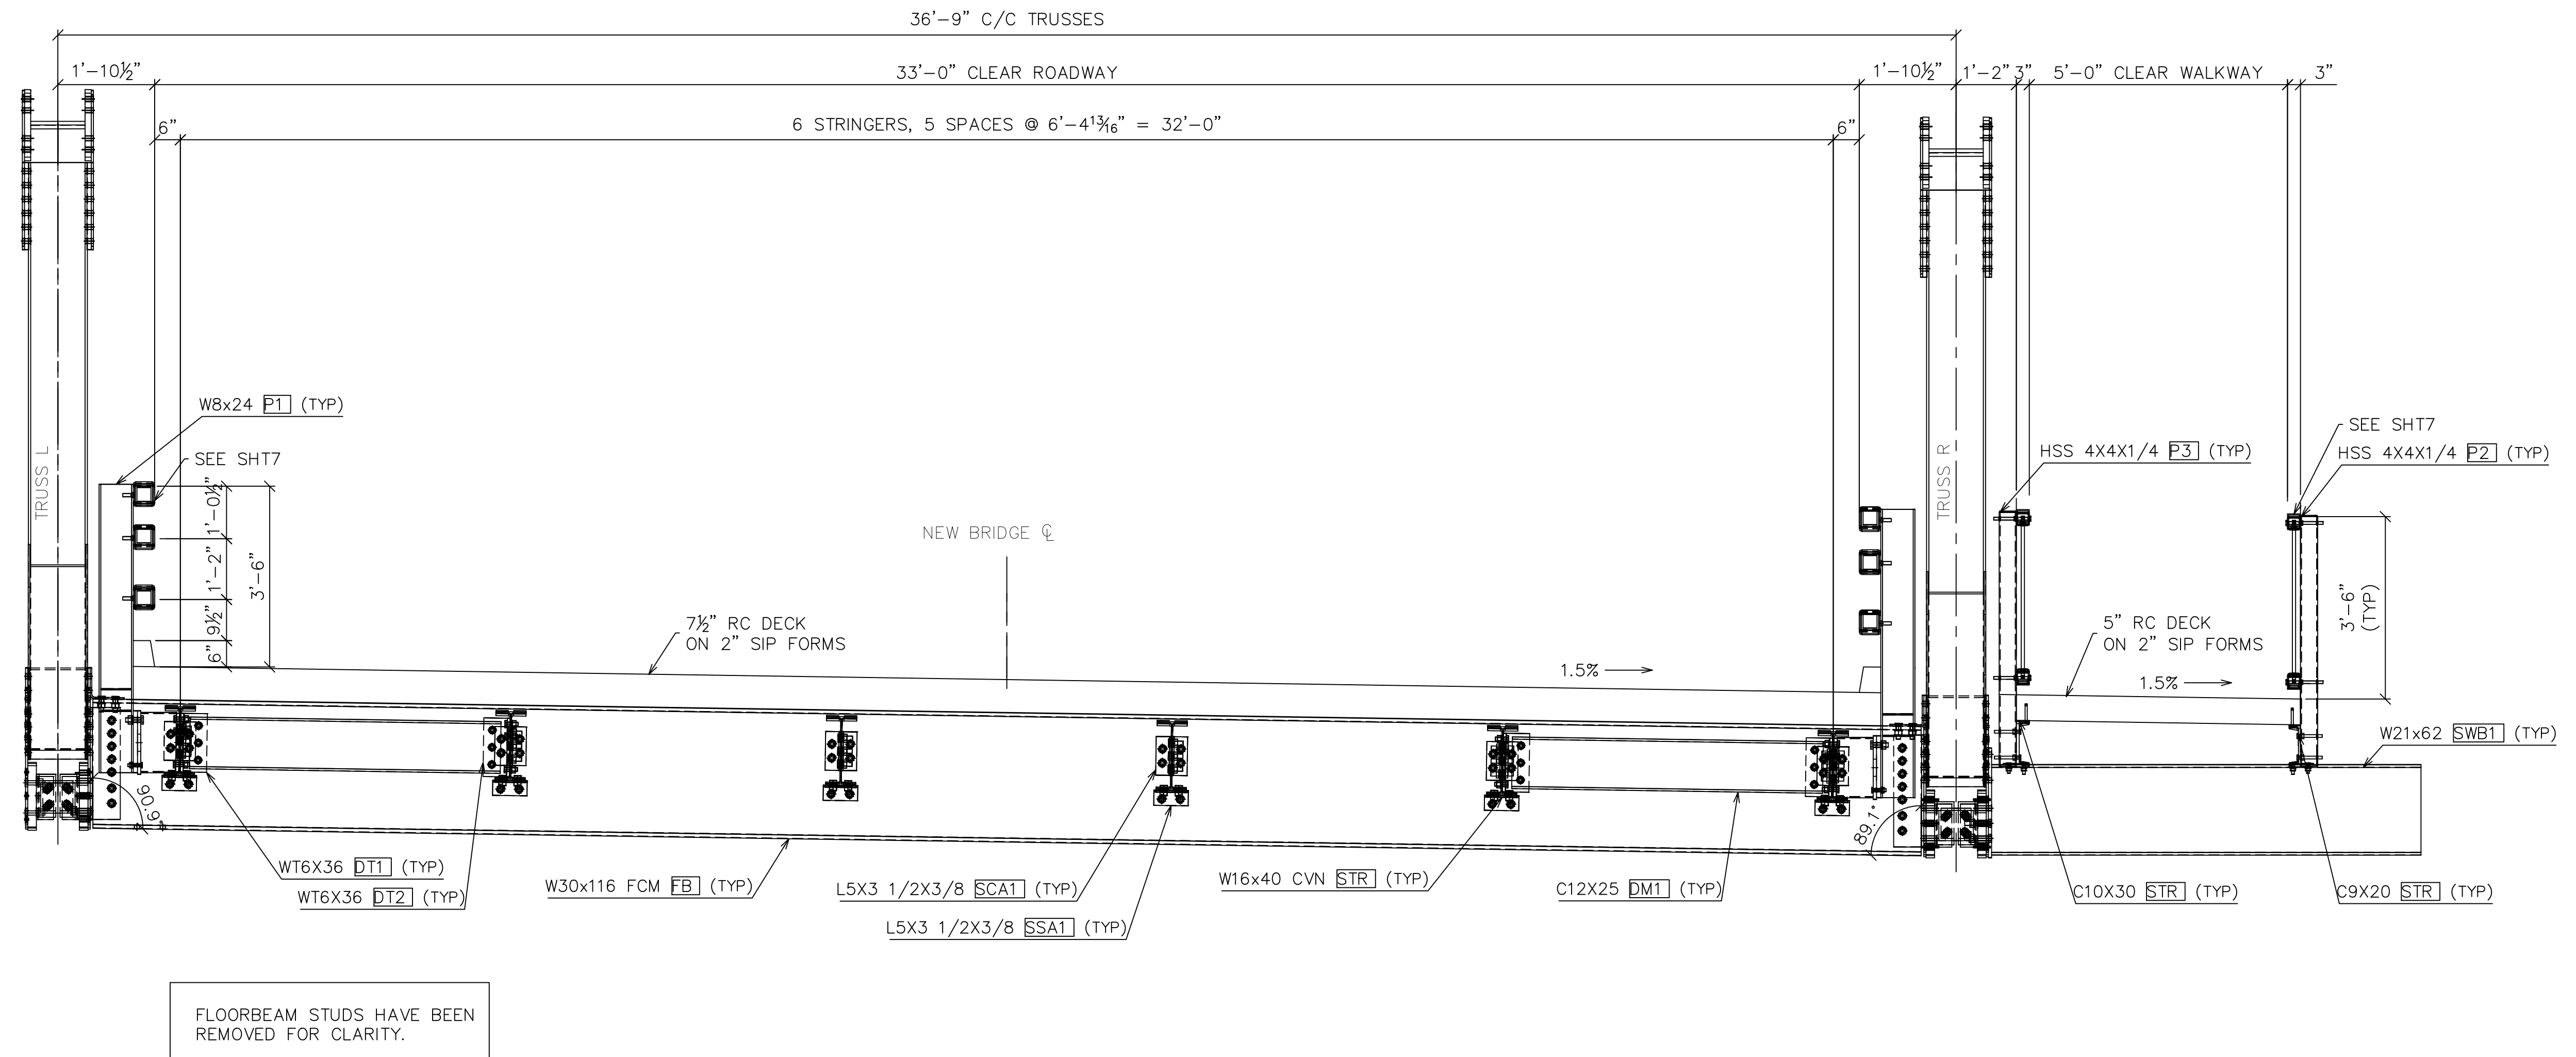 36'-9" C/C TRUSSES
1'-10½"
33'-0" CLEAR ROADWAY
1'-10½"
1'-2"
3"
5'-0" CLEAR WALKWAY
3"
6"
6 STRINGERS, 5 SPACES @ 6'-4¹³⁄₁₆" = 32'-0"
6"
W8x24 P1 (TYP)
SEE SHT7
SEE SHT7
HSS 4X4X1/4 P3 (TYP)
HSS 4X4X1/4 P2 (TYP)
TRUSS L
TRUSS R
1'-0½"
1'-2"
9½"
6"
3'-6"
NEW BRIDGE ℄
7½" RC DECK
ON 2" SIP FORMS
1.5%
3'-6"
(TYP)
5" RC DECK
ON 2" SIP FORMS
1.5%
W21x62 SWB1 (TYP)
90.9°
89.1°
WT6X36 DT1 (TYP)
WT6X36 DT2 (TYP)
W30x116 FCM FB (TYP)
L5X3 1/2X3/8 SCA1 (TYP)
L5X3 1/2X3/8 SSA1 (TYP)
W16x40 CVN STR (TYP)
C12X25 DM1 (TYP)
C10X30 STR (TYP)
C9X20 STR (TYP)
FLOORBEAM STUDS HAVE BEEN
REMOVED FOR CLARITY.